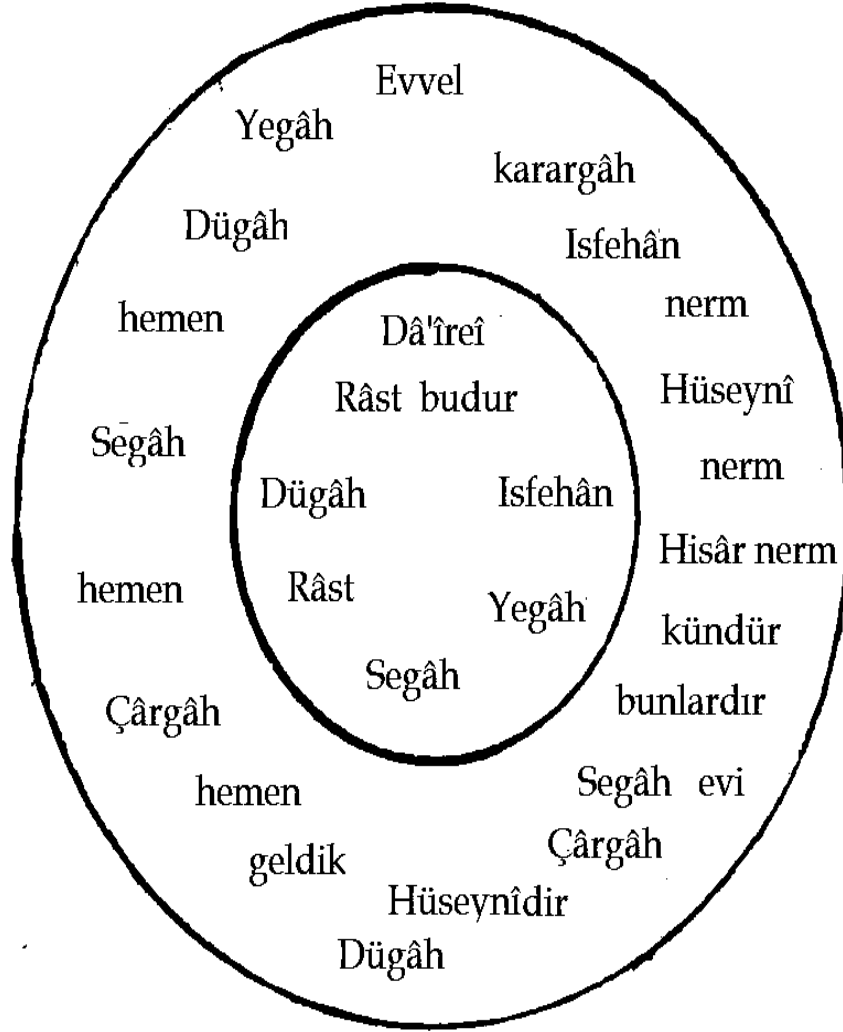 Evvel
Yegâh
karargâh
Dügâh
Isfehân
hemen
nerm
Dâ'îreî
Hüseynî
Râst budur
Segâh
nerm
Dügâh
Isfehân
Hisâr nerm
hemen
Râst
Yegâh
kündür
Segâh
bunlardır
Çârgâh
Segâh evi
hemen
Çârgâh
geldik
Hüseynîdir
Dügâh